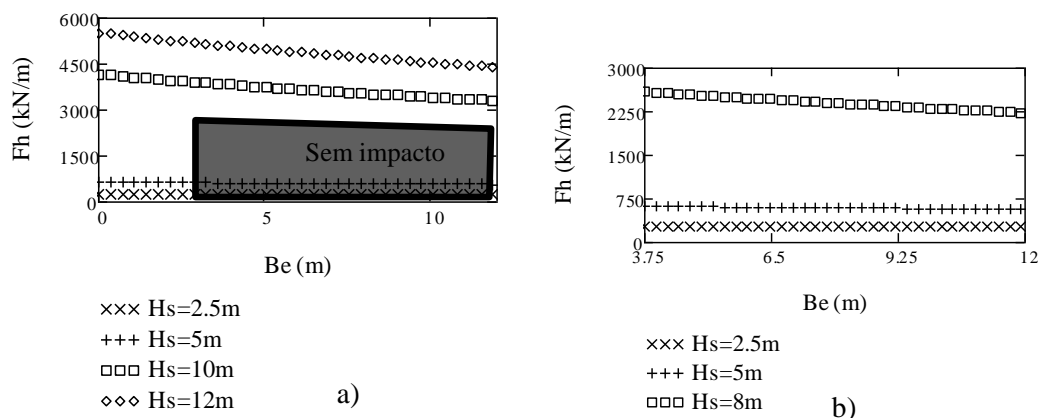 6000
4500
3000
1500
0
Fh (kN/m)
Sem impacto
0
5
10
Be (m)
××× Hs=2.5m
+++ Hs=5m
□□□ Hs=10m
◇◇◇ Hs=12m
a)
3000
2250
1500
750
0
Fh (kN/m)
3.75
6.5
9.25
12
Be (m)
××× Hs=2.5m
+++ Hs=5m
□□□ Hs=8m
b)